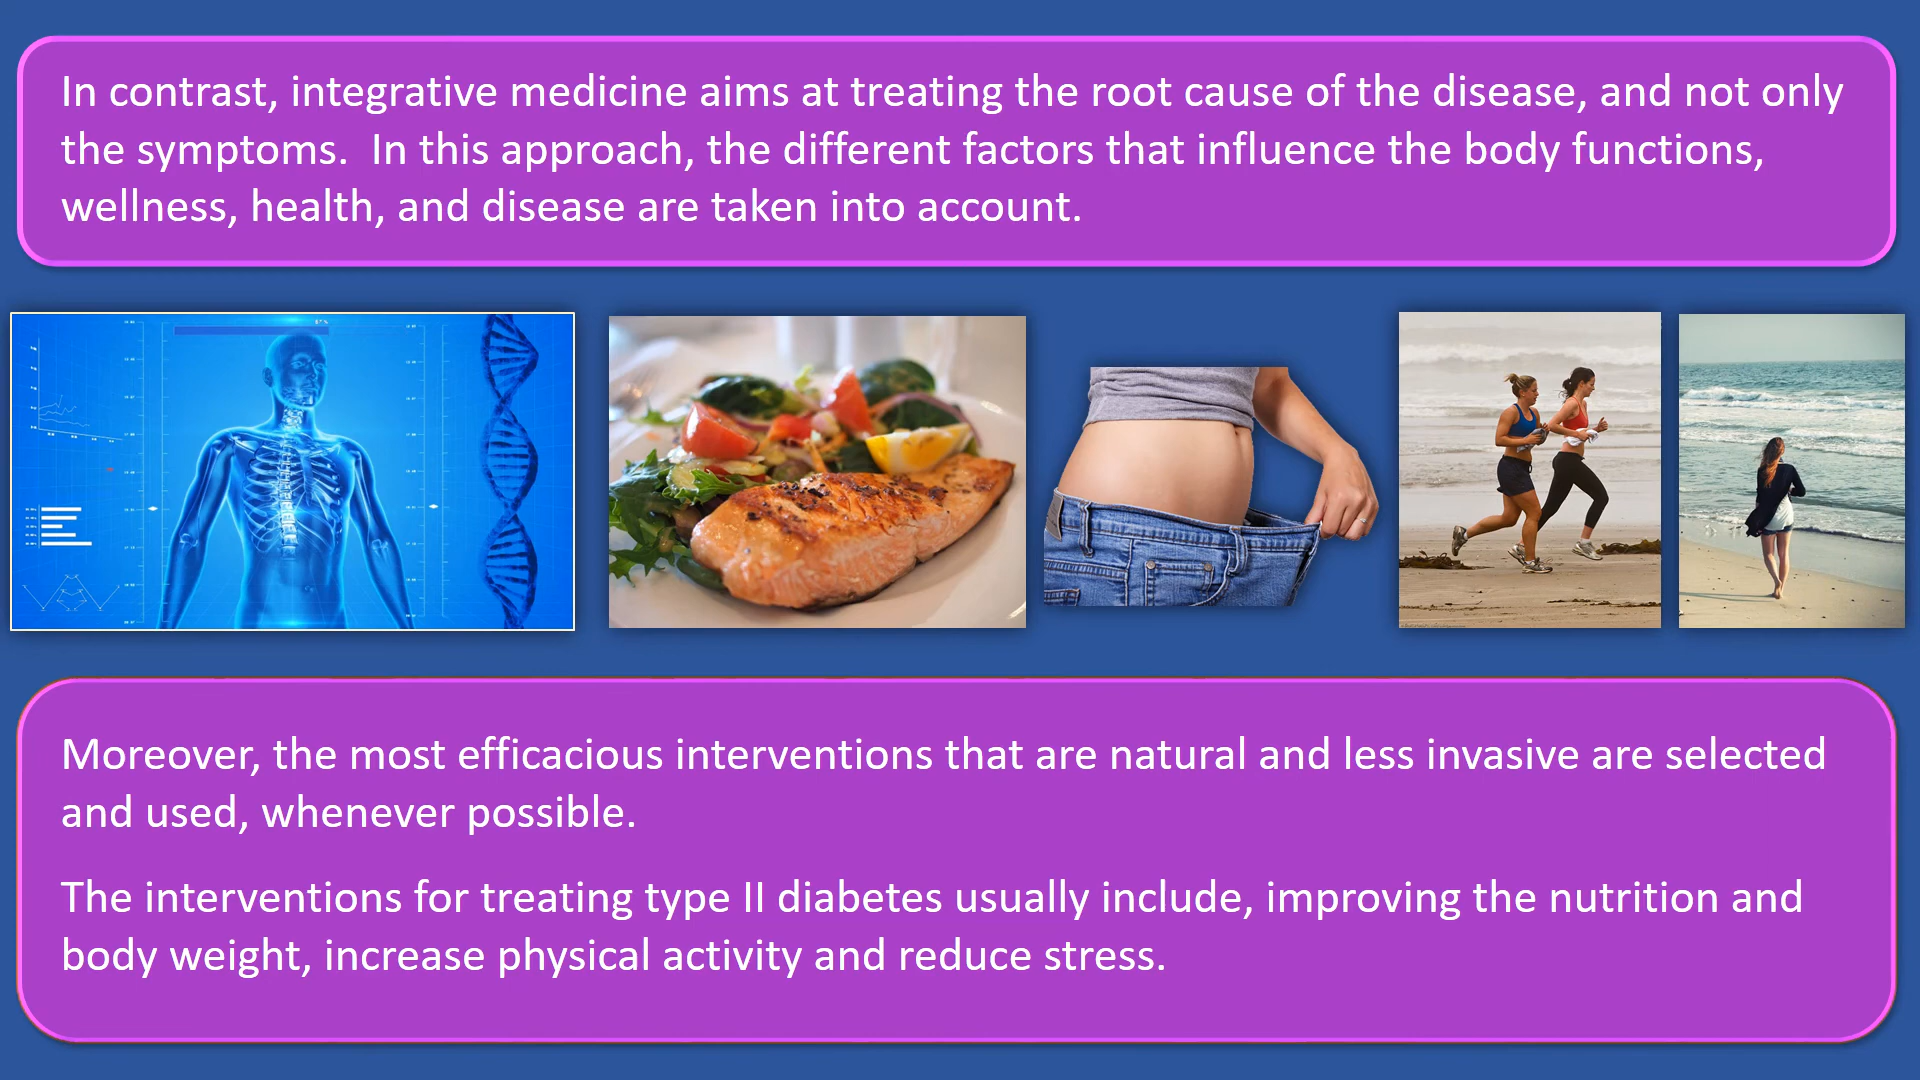 In contrast, integrative medicine aims at treating the root cause of the disease, and not only
the symptoms.  In this approach, the different factors that influence the body functions,
wellness, health, and disease are taken into account.
Moreover, the most efficacious interventions that are natural and less invasive are selected
and used, whenever possible.
The interventions for treating type II diabetes usually include, improving the nutrition and
body weight, increase physical activity and reduce stress.